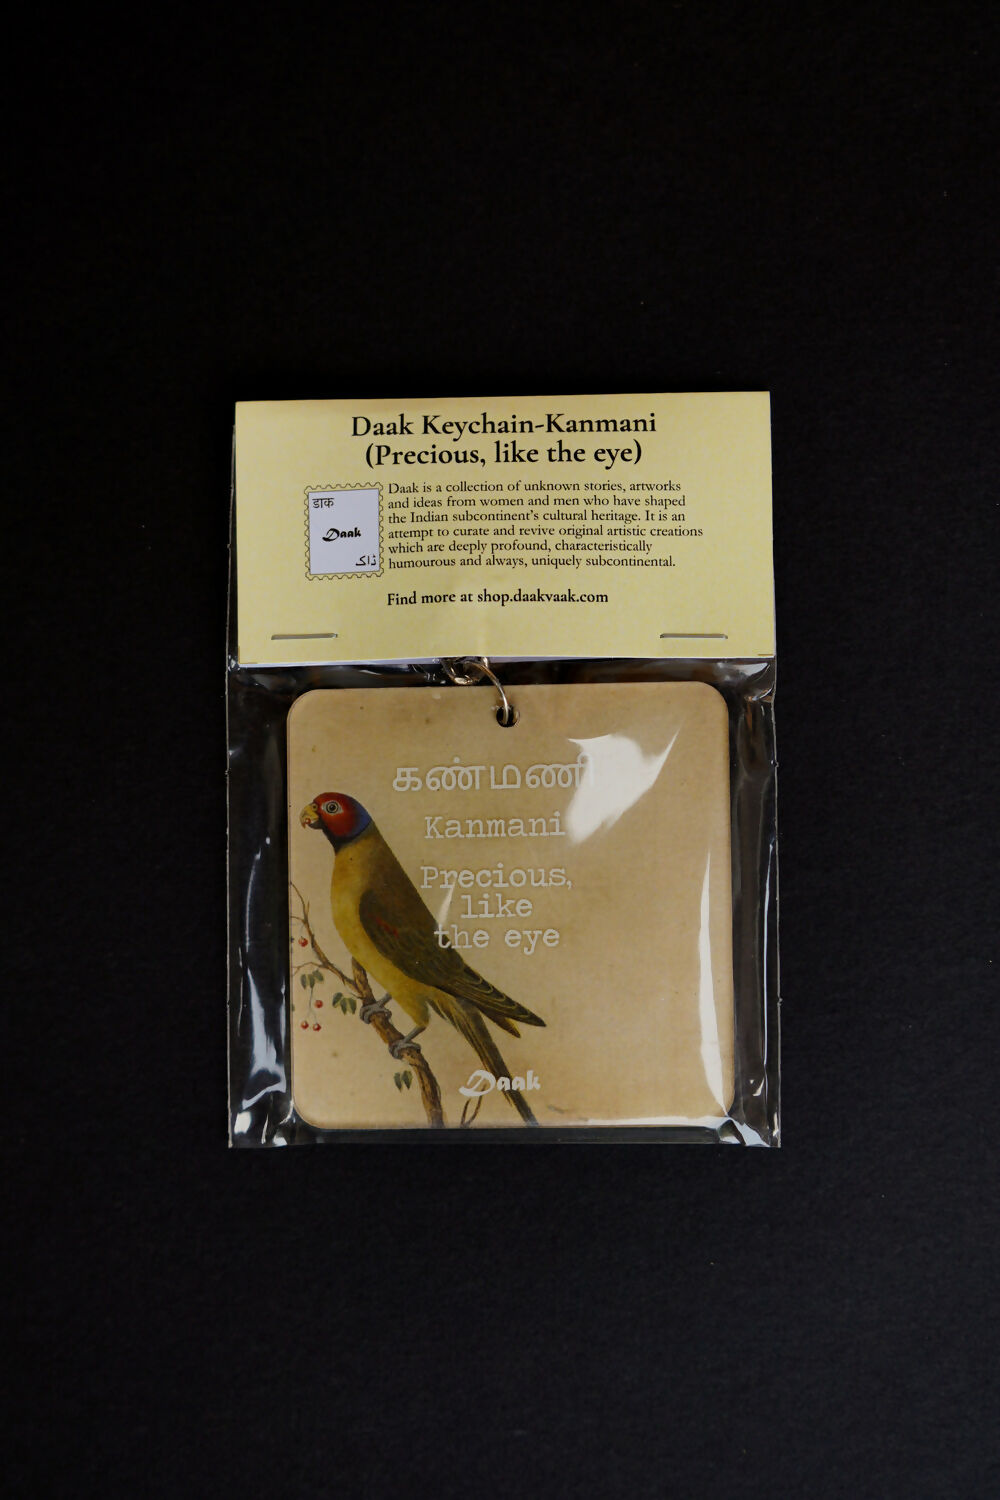 Daak Keychain-Kanmani
(Precious, like the eye)
डाक
Daak
ڈاک
Daak is a collection of unknown stories, artworks
and ideas from women and men who have shaped
the Indian subcontinent's cultural heritage. It is an
attempt to curate and revive original artistic creations
which are deeply profound, characteristically
humourous and always, uniquely subcontinental.
Find more at shop.daakvaak.com
கண்மணி
Kanmani
Precious,
like
the eye
Daak